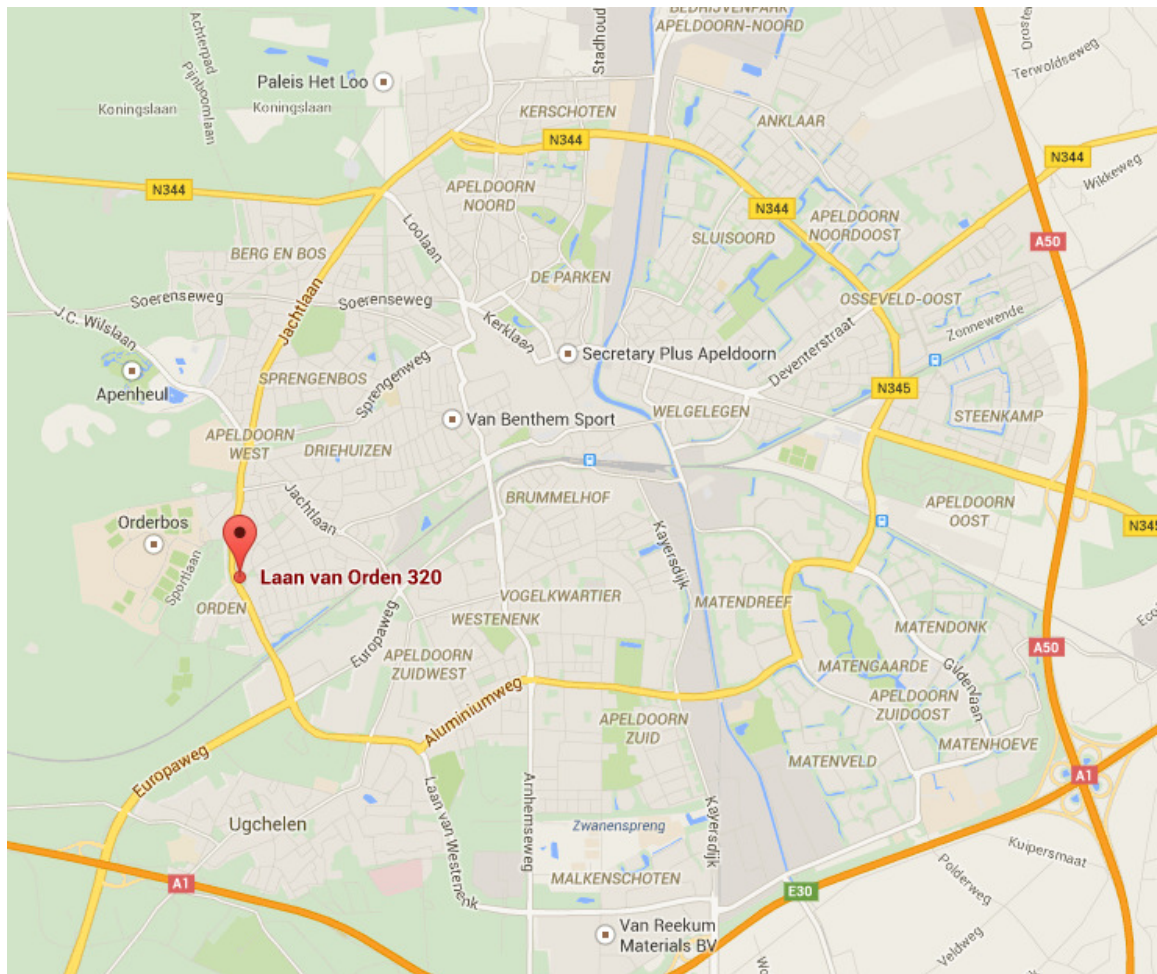 BEDRIJVENPARK
APELDOORN-NOORD
Achterpad
Pijnboomlaan
Stadhoud
Paleis Het Loo
Koningslaan
Koningslaan
KERSCHOTEN
ANKLAAR
Terwoldseweg
N344
N344
N344
Wikkeweg
N344
APELDOORN
NOORD
APELDOORN
NOORDOOST
A50
BERG EN BOS
Loolaan
SLUISOORD
DE PARKEN
Soerenseweg
Soerenseweg
Jachtlaan
OSSEVELD-OOST
J.C. Wilslaan
Kerklaan
Zonnewende
Deventerstraat
Secretary Plus Apeldoorn
Apenheul
SPRENGENBOS
Sprengenweg
N345
Van Benthem Sport
WELGELEGEN
STEENKAMP
APELDOORN
WEST
DRIEHUIZEN
Jachtlaan
BRUMMELHOF
APELDOORN
OOST
Orderbos
N345
Kayersdijk
Sportlaan
Laan van Orden 320
ORDEN
VOGELKWARTIER
MATENDREEF
WESTENENK
Europaweg
MATENDONK
A50
APELDOORN
ZUIDWEST
MATENGAARDE
Gildenlaan
Aluminiumweg
APELDOORN
ZUIDOOST
APELDOORN
ZUID
MATENHOEVE
Europaweg
MATENVELD
A1
Laan van Westenenk
Arnhemseweg
Kayersdijk
Ugchelen
Zwanenspreng
Kuipersmaat
Polderweg
A1
MALKENSCHOTEN
E30
Van Reekum
Materials BV
Veldweg